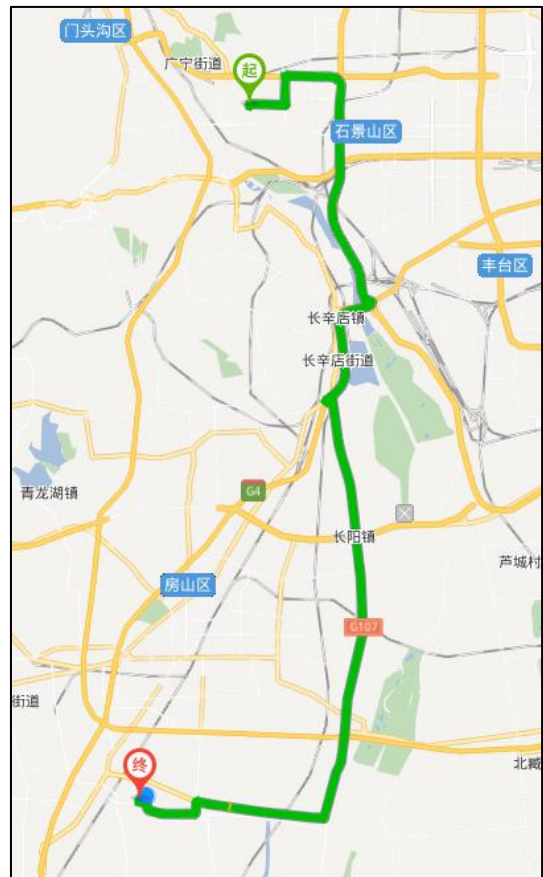 门头沟区
广宁街道
起
石景山区
丰台区
长辛店镇
长辛店街道
青龙湖镇
G4
长阳镇
芦城村
房山区
G107
街道
北臧
终